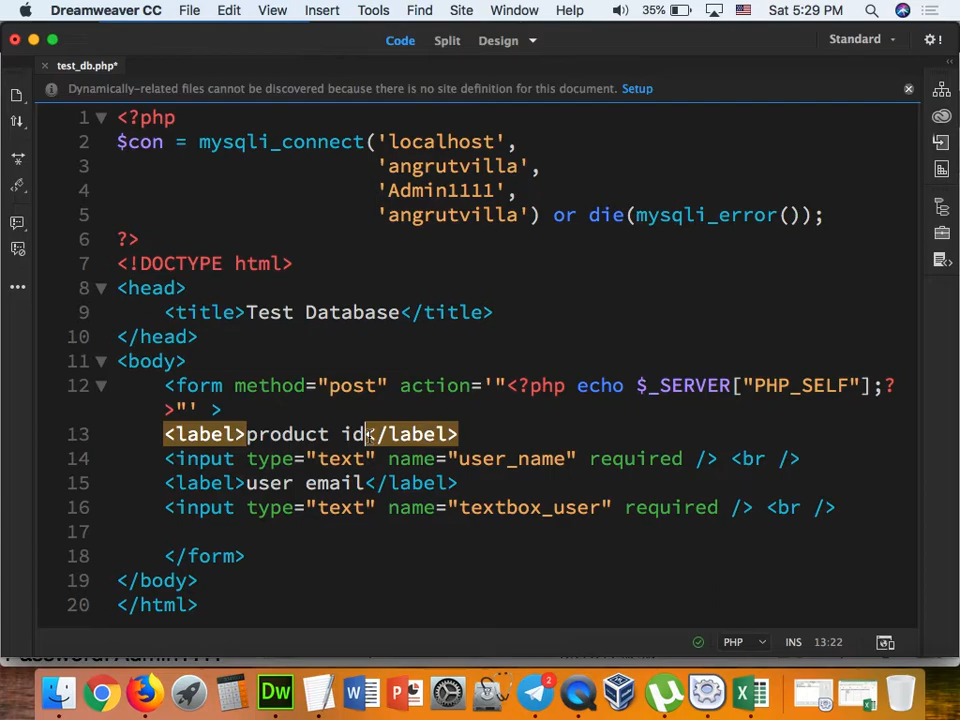 Dreamweaver CC File Edit View Insert Tools Find Site Window Help 35% Sat 5:29 PM
Code Split Design Standard
test_db.php*
Dynamically-related files cannot be discovered because there is no site definition for this document. Setup
1 <?php
2 $con = mysqli_connect('localhost',
3 'angrutvilla',
4 'Admin1111',
5 'angrutvilla') or die(mysqli_error());
6 ?>
7 <!DOCTYPE html>
8 <head>
9 <title>Test Database</title>
10 </head>
11 <body>
12 <form method="post" action='"<?php echo $_SERVER["PHP_SELF"];?
>"' >
13 <label>product id</label>
14 <input type="text" name="user_name" required /> <br />
15 <label>user email</label>
16 <input type="text" name="textbox_user" required /> <br />
17
18 </form>
19 </body>
20 </html>
PHP INS 13:22
Dw W P 2 X